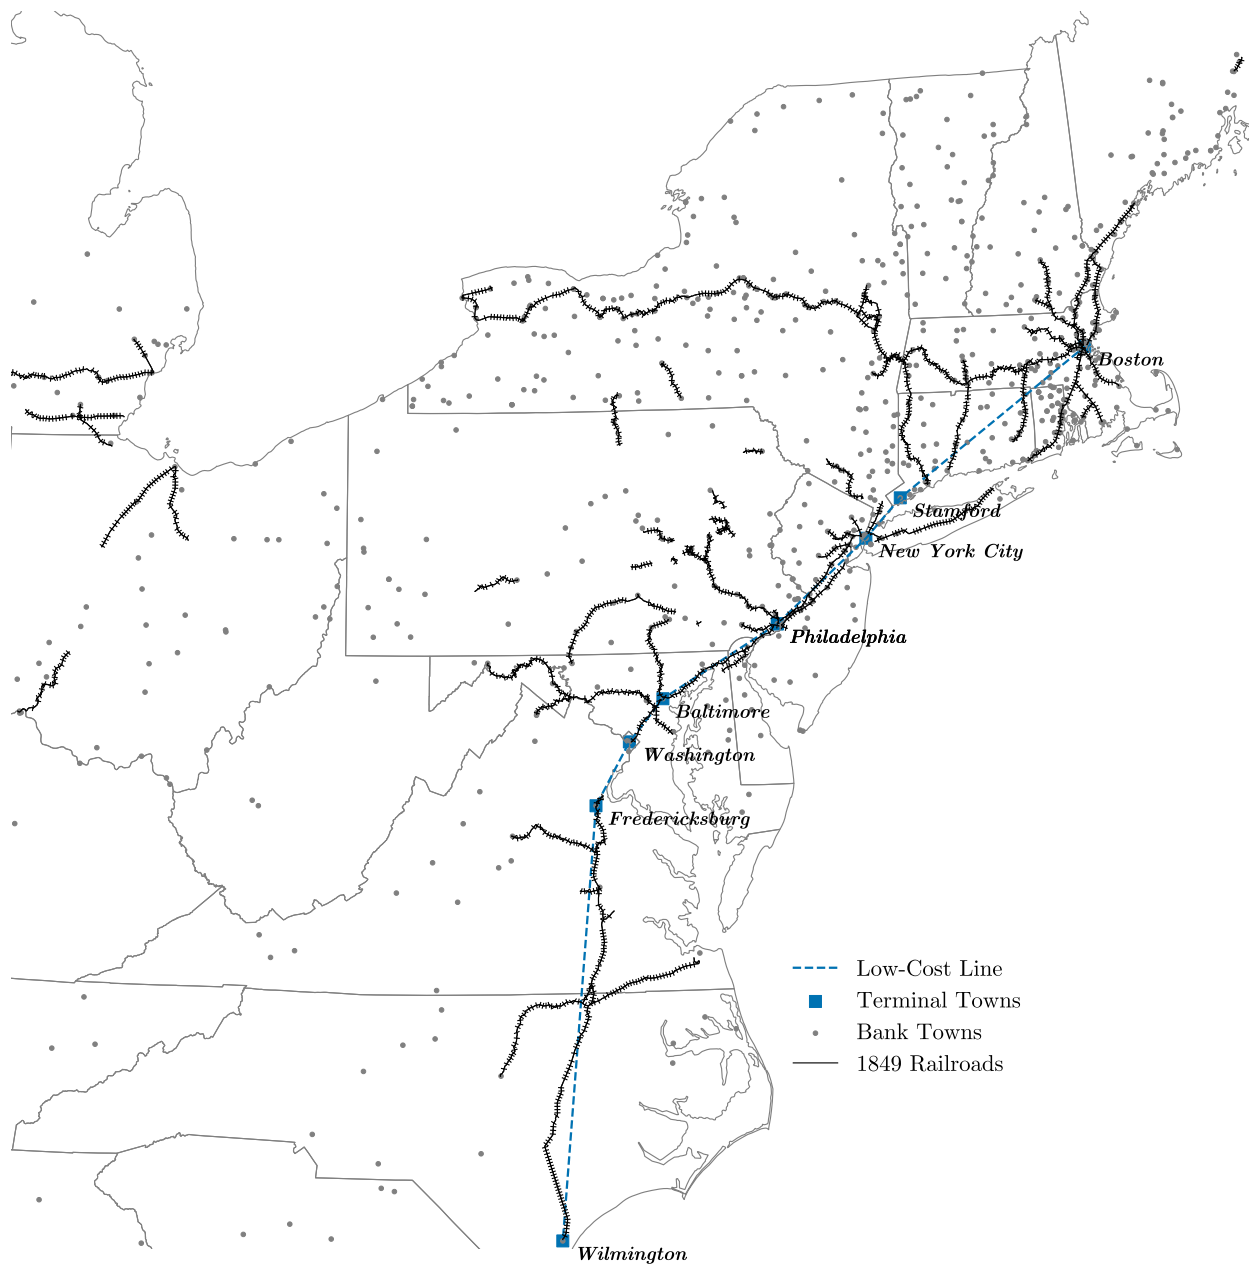 Boston
Stamford
New York City
Philadelphia
Baltimore
Washington
Fredericksburg
Low-Cost Line
Terminal Towns
Bank Towns
1849 Railroads
Wilmington